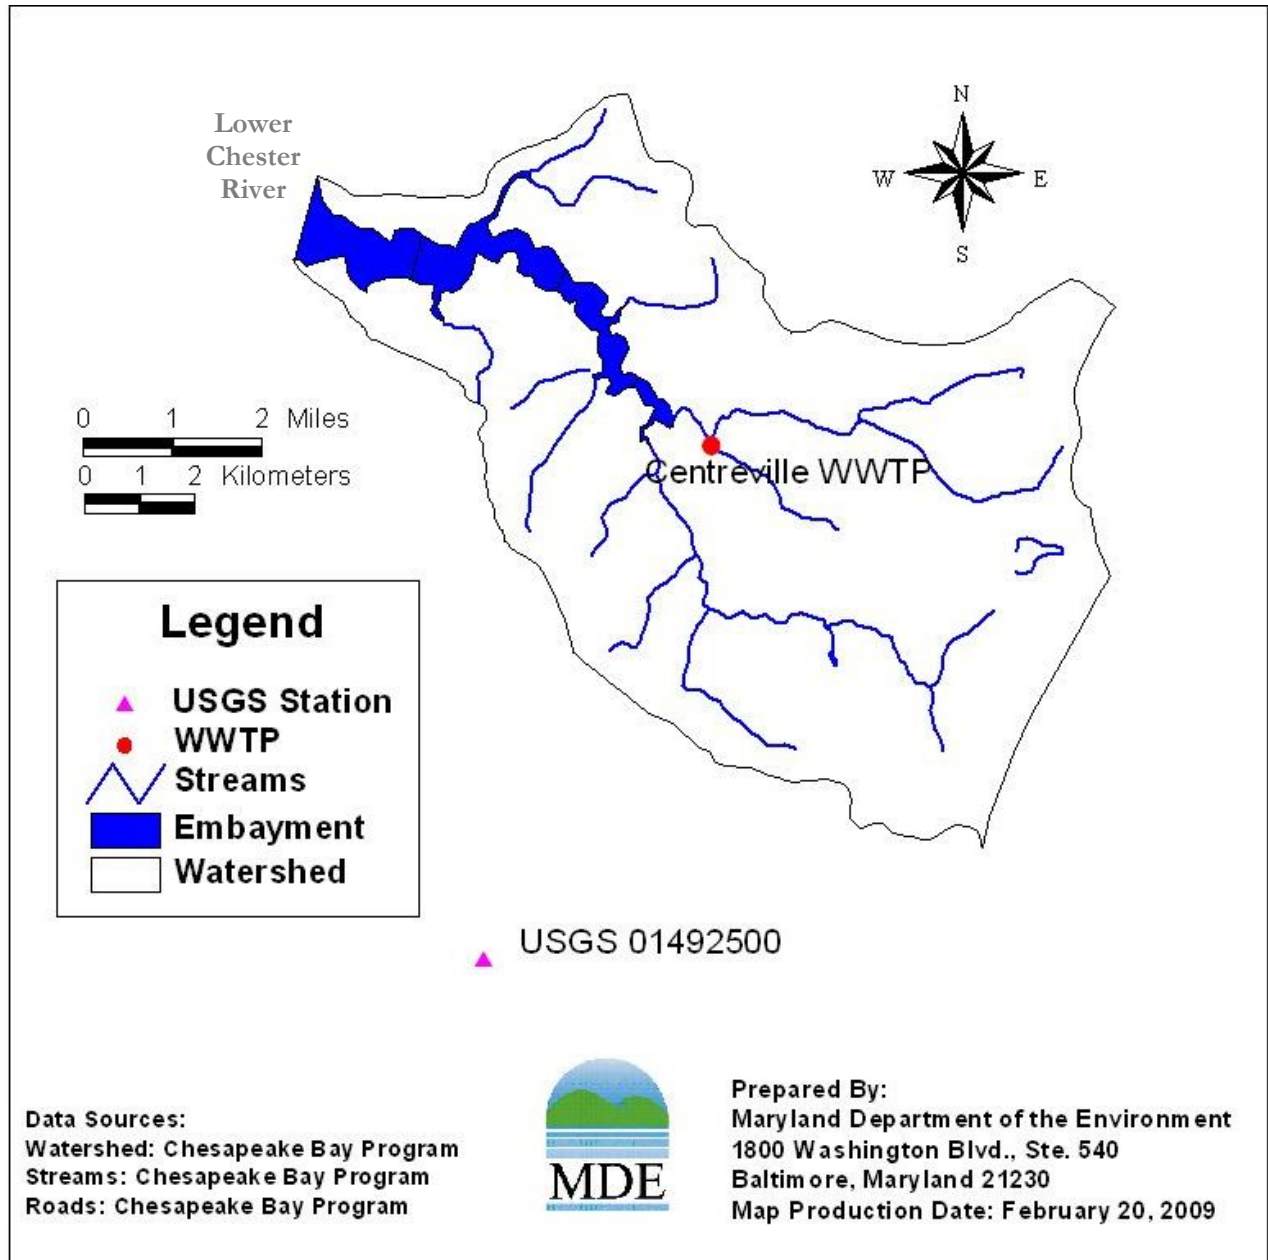 Lower
Chester
River
N
W
E
S
0 1 2 Miles
0 1 2 Kilometers
Centreville WWTP
Legend
USGS Station
WWTP
Streams
Embayment
Watershed
USGS 01492500
Data Sources:
Watershed: Chesapeake Bay Program
Streams: Chesapeake Bay Program
Roads: Chesapeake Bay Program
MDE
Prepared By:
Maryland Department of the Environment
1800 Washington Blvd., Ste. 540
Baltimore, Maryland 21230
Map Production Date: February 20, 2009